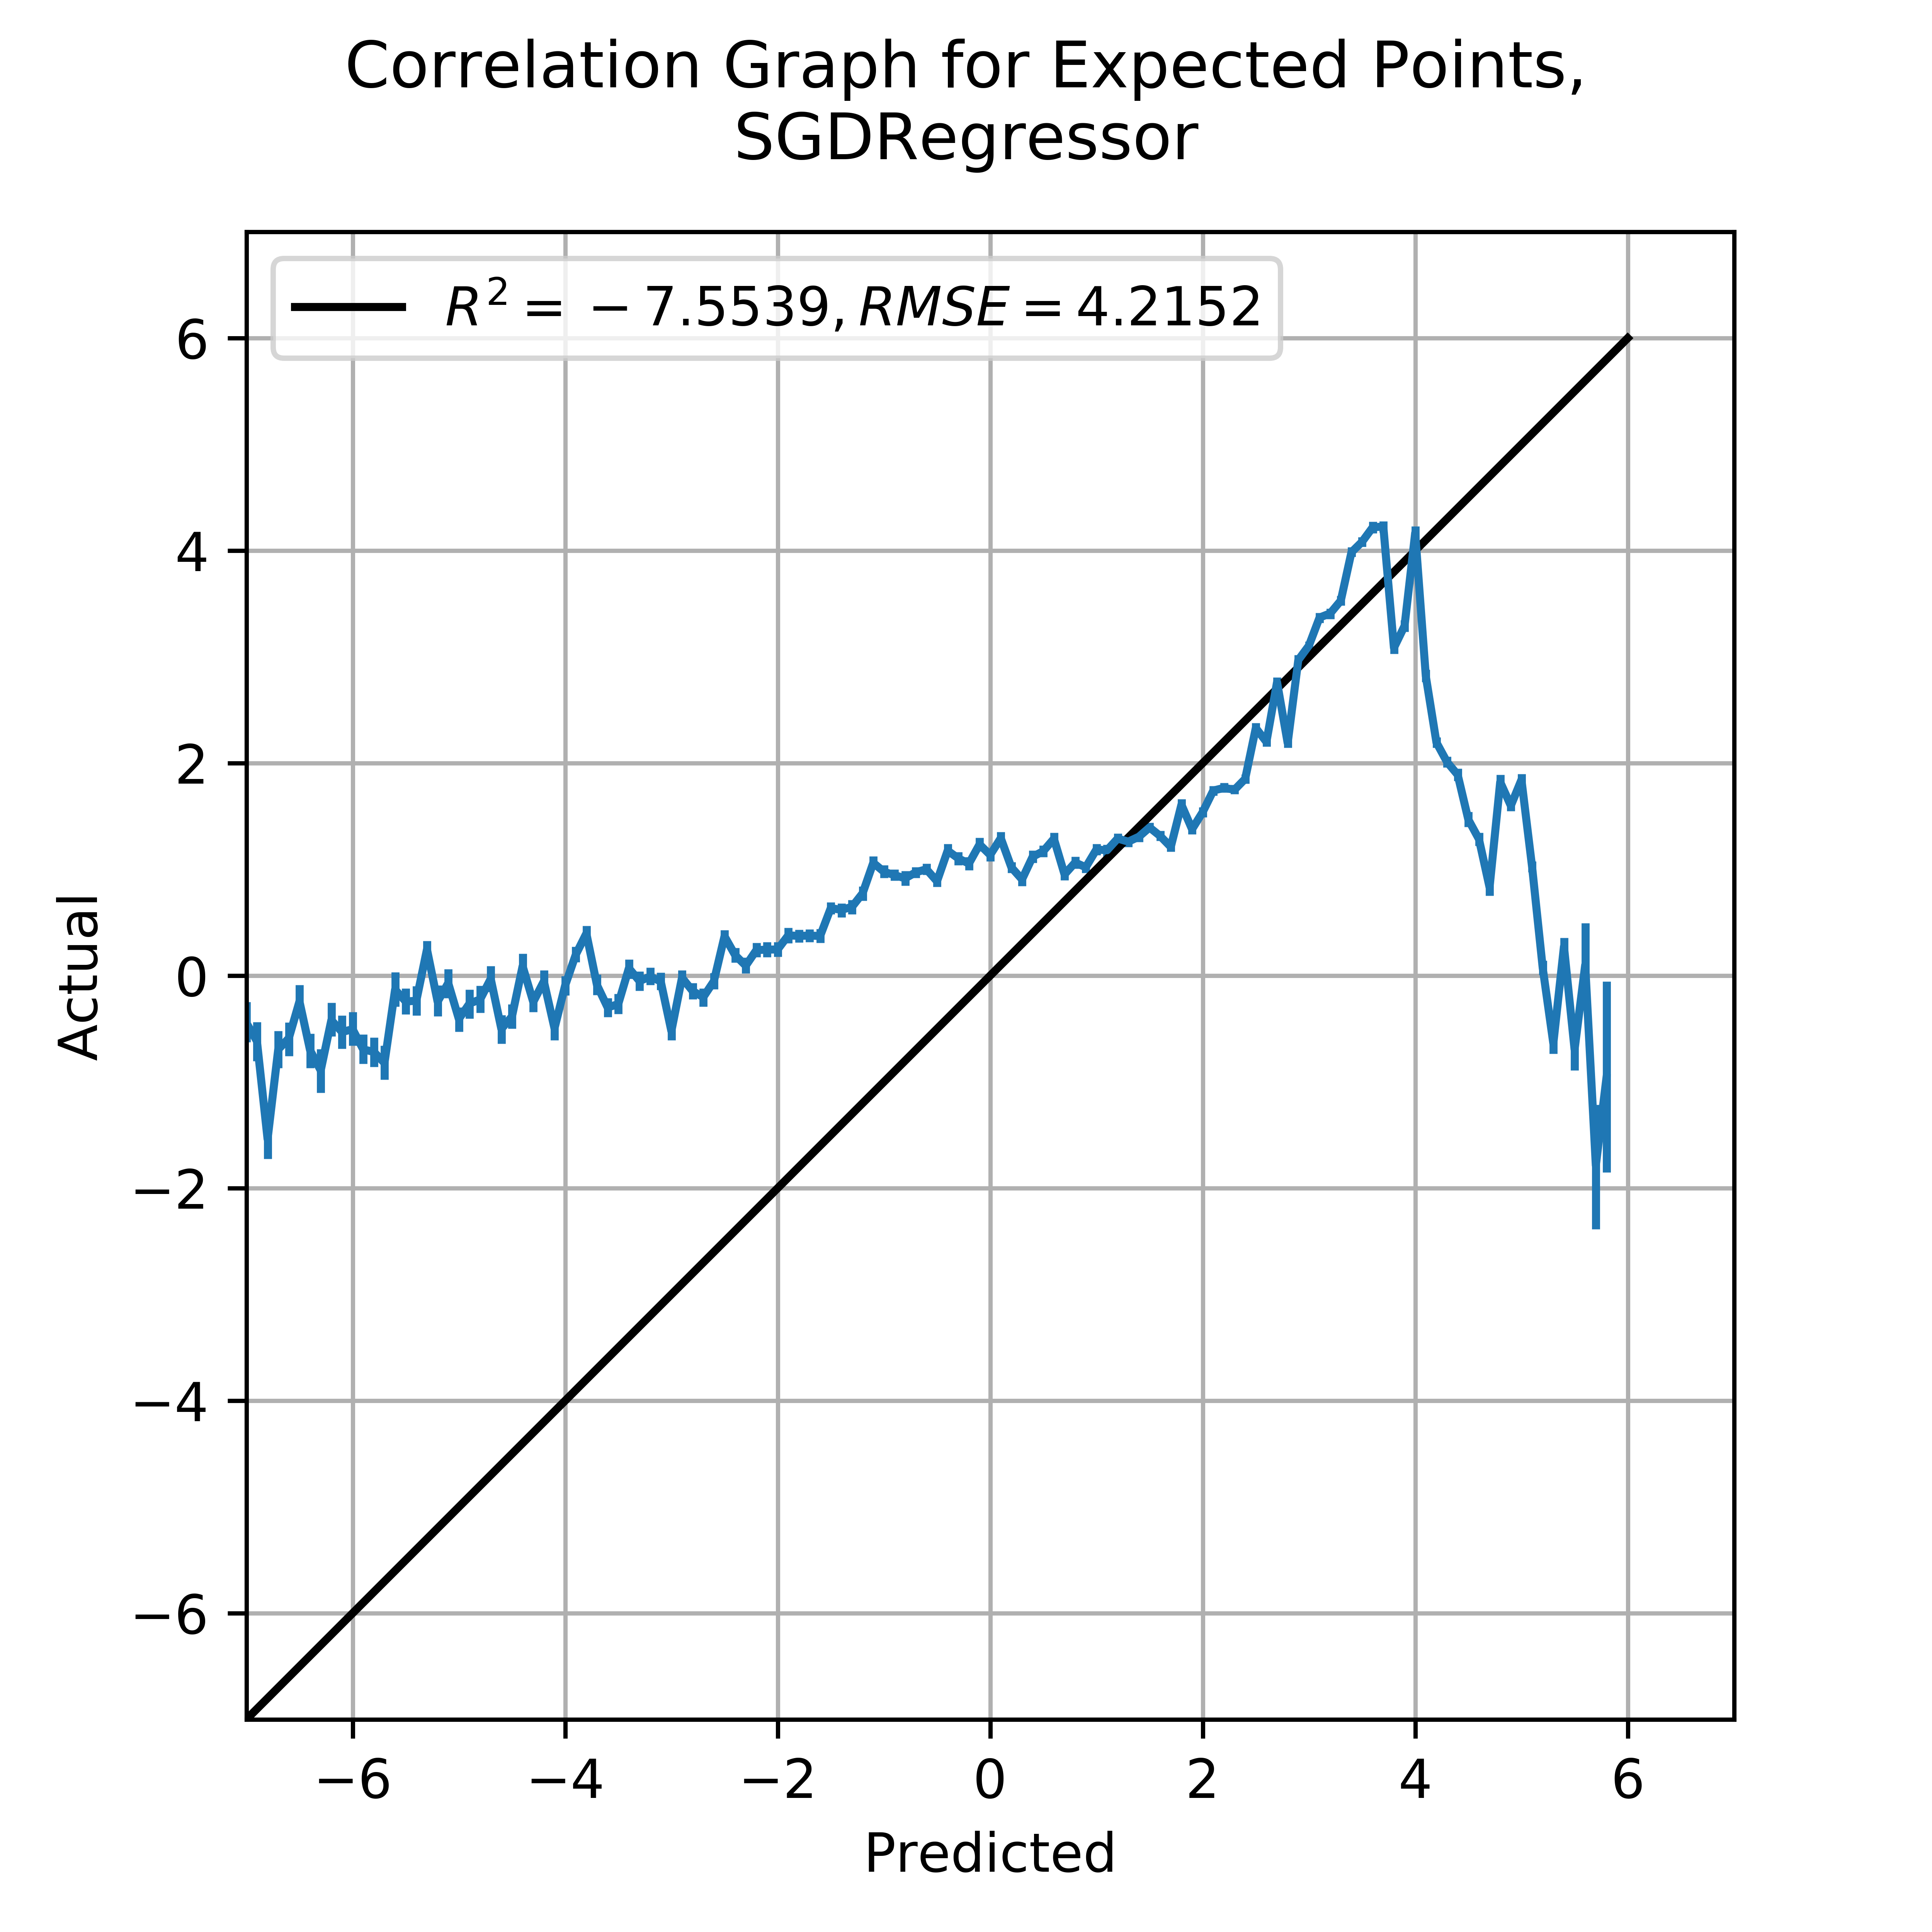 Correlation Graph for Expected Points,
SGDRegressor
R² = −7.5539, RMSE = 4.2152
6
4
2
0
−2
−4
−6
Actual
−6 −4 −2 0 2 4 6
Predicted